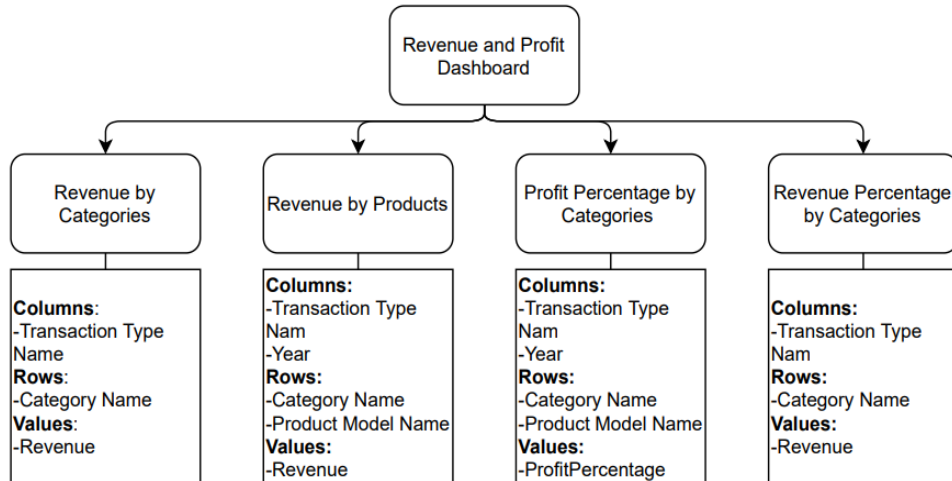 Revenue and Profit
Dashboard
Revenue by
Categories
Revenue by Products
Profit Percentage by
Categories
Revenue Percentage
by Categories
Columns:
-Transaction Type
Name
Rows:
-Category Name
Values:
-Revenue
Columns:
-Transaction Type
Nam
-Year
Rows:
-Category Name
-Product Model Name
Values:
-Revenue
Columns:
-Transaction Type
Nam
-Year
Rows:
-Category Name
-Product Model Name
Values:
-ProfitPercentage
Columns:
-Transaction Type
Nam
Rows:
-Category Name
Values:
-Revenue